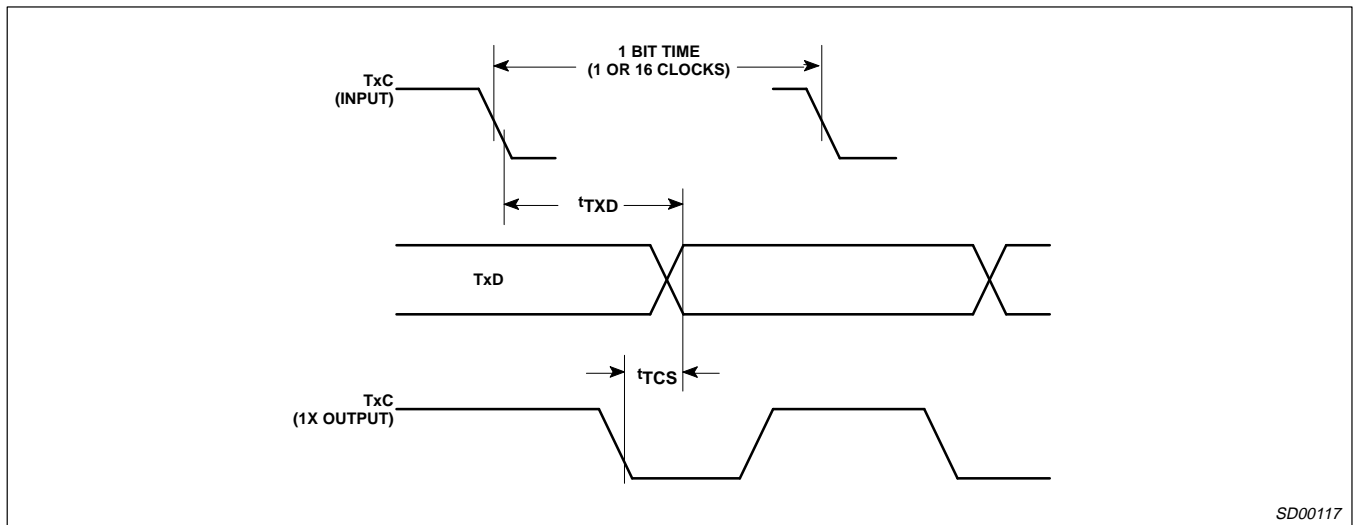 1 BIT TIME
(1 OR 16 CLOCKS)
TxC
(INPUT)
tTXD
TxD
tTCS
TxC
(1X OUTPUT)
SD00117